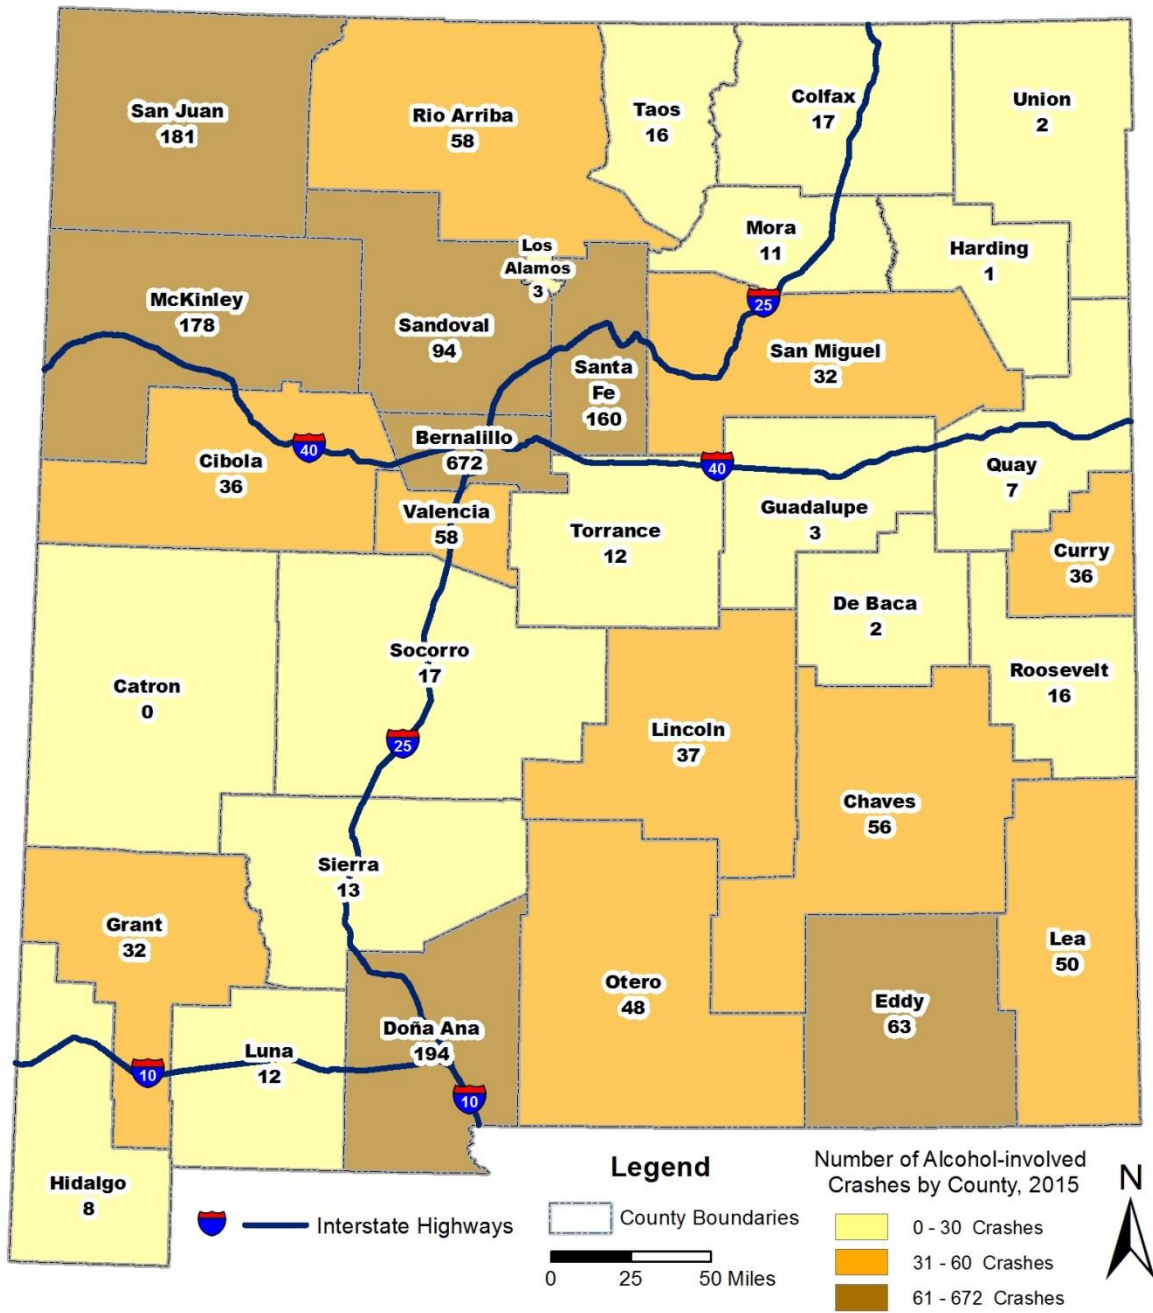 San Juan
181
Rio Arriba
58
Taos
16
Colfax
17
Union
2
Mora
11
Harding
1
Los
Alamos
3
McKinley
178
Sandoval
94
Santa
Fe
160
25
San Miguel
32
Bernalillo
672
40
Cibola
36
40
Quay
7
Valencia
58
Torrance
12
Guadalupe
3
Curry
36
De Baca
2
Roosevelt
16
Socorro
17
Catron
0
25
Lincoln
37
Chaves
56
Sierra
13
Grant
32
Otero
48
Eddy
63
Lea
50
Doña Ana
194
Luna
12
10
10
Hidalgo
8
Legend
Interstate Highways
County Boundaries
0 25 50 Miles
Number of Alcohol-involved
Crashes by County, 2015
0 - 30 Crashes
31 - 60 Crashes
61 - 672 Crashes
N